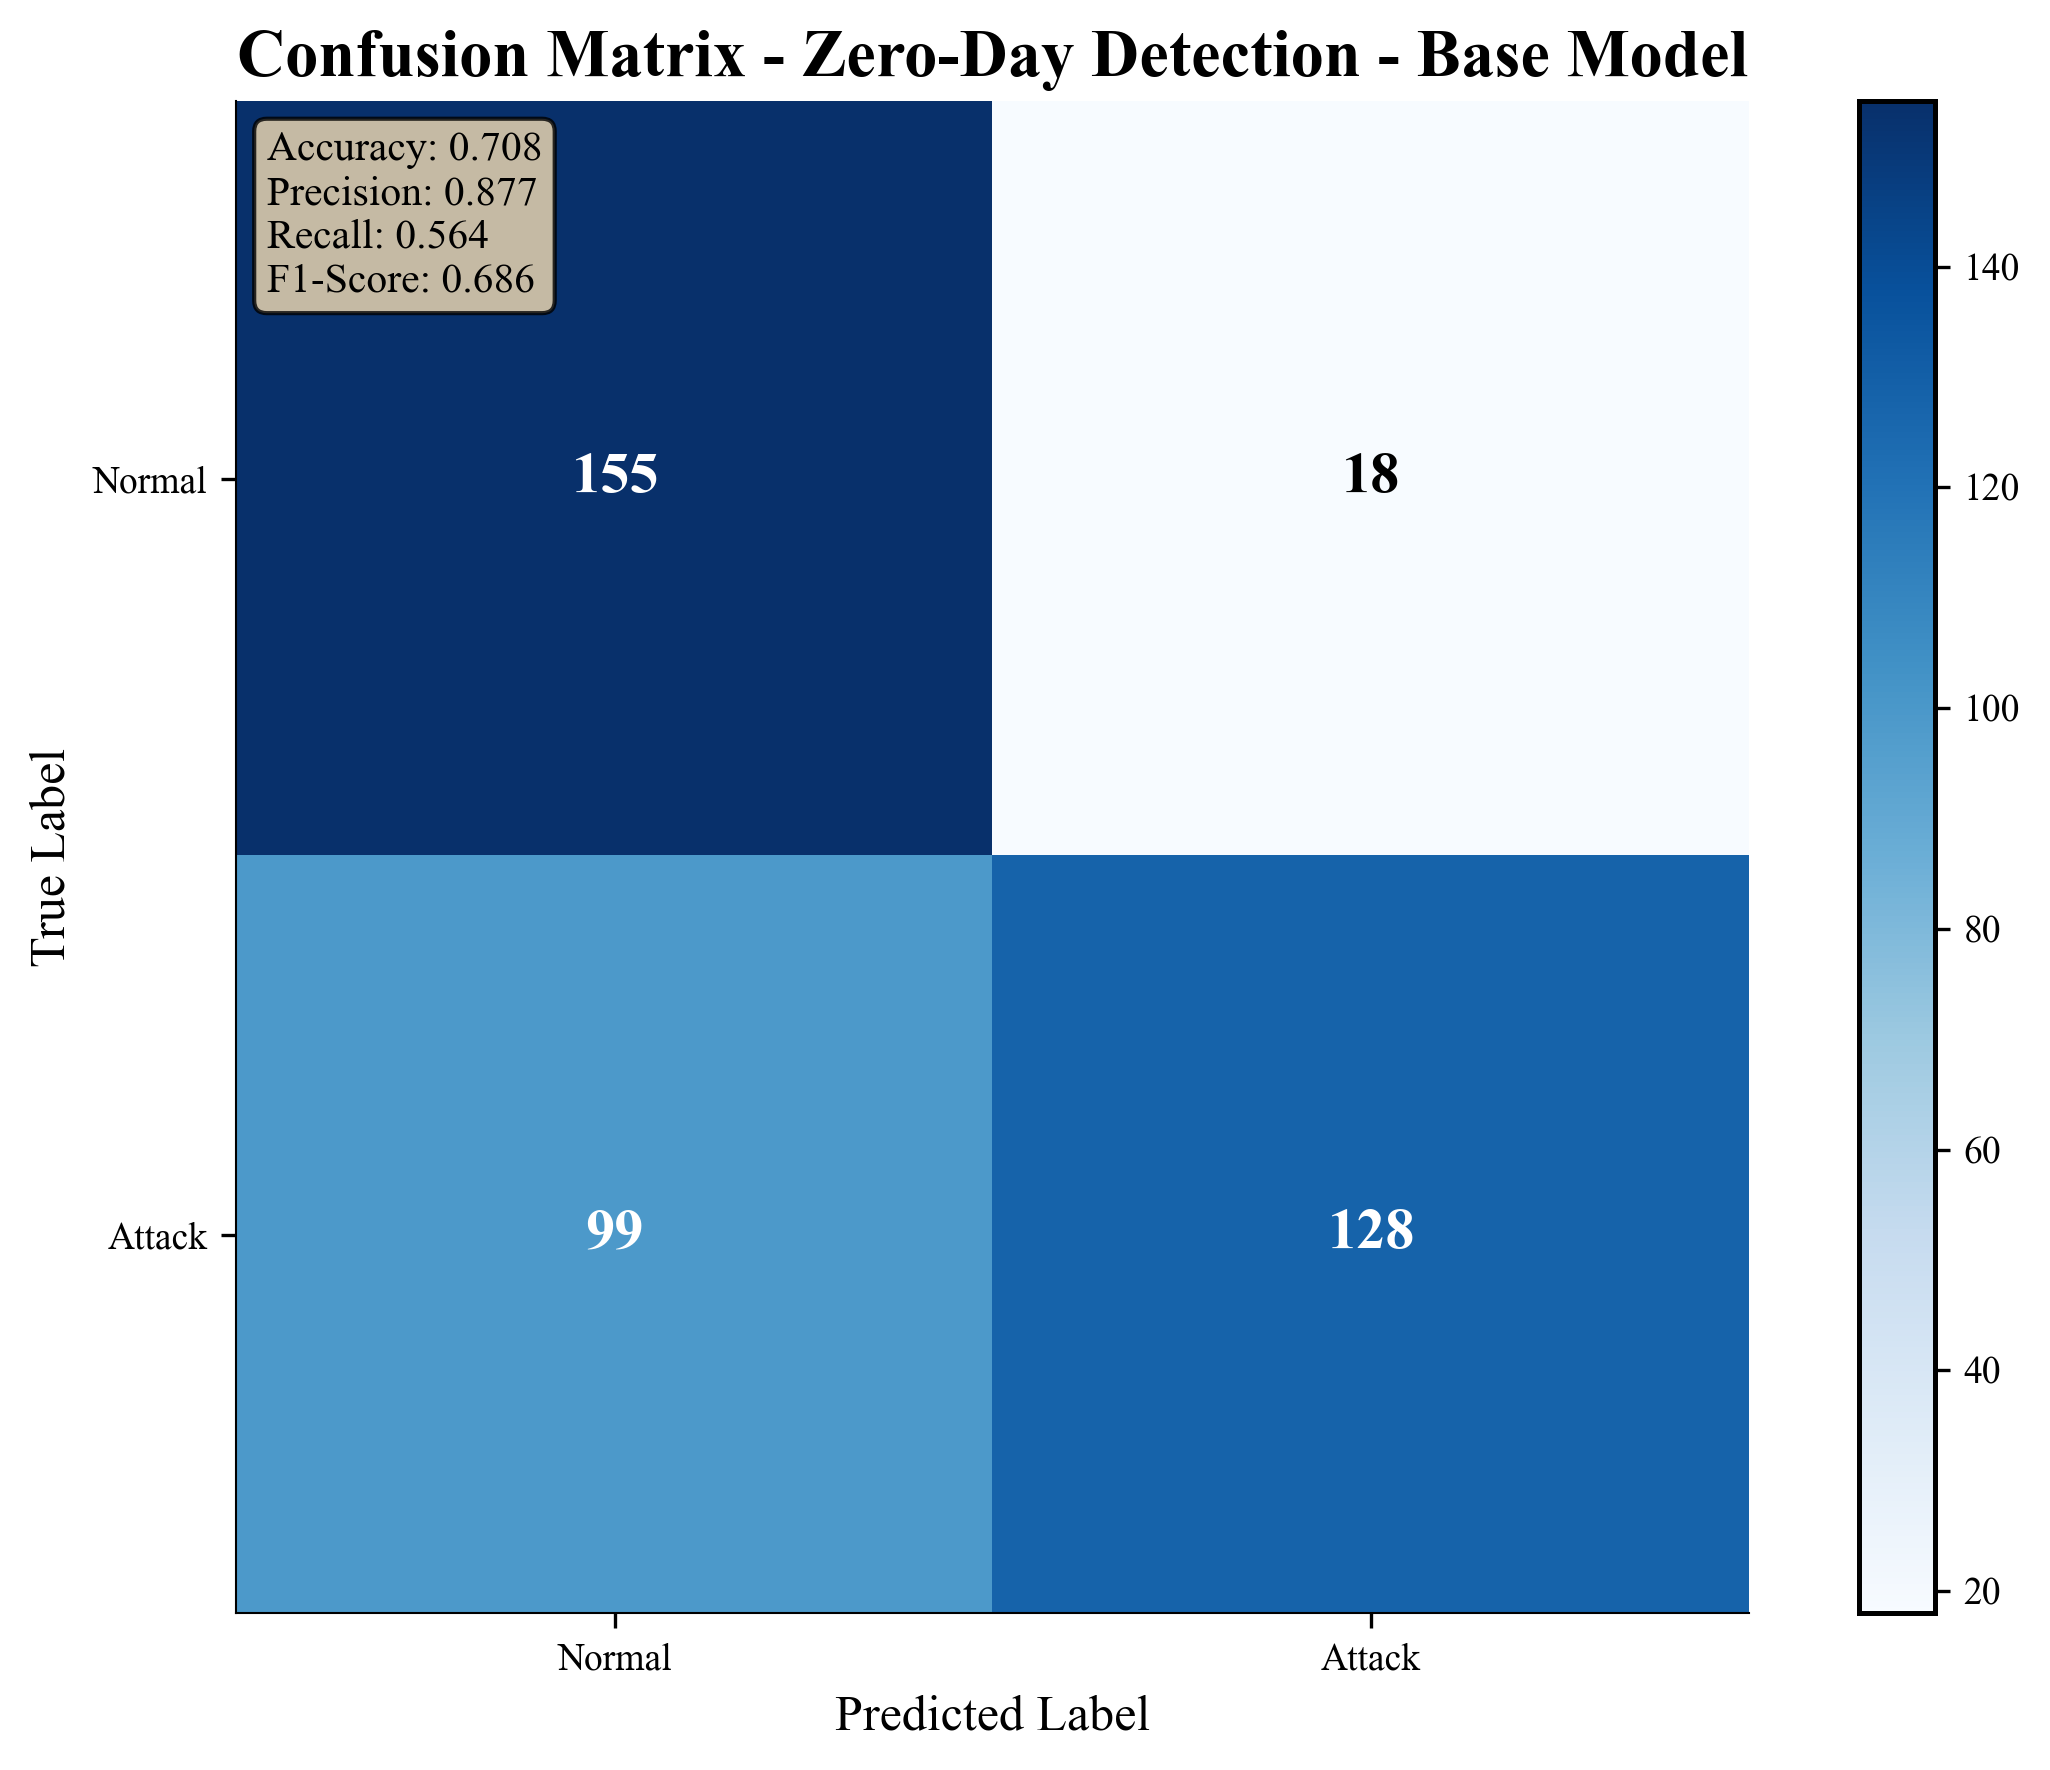 Confusion Matrix - Zero-Day Detection - Base Model
Accuracy: 0.708
Precision: 0.877
Recall: 0.564
F1-Score: 0.686
True Label
Normal
155
18
Attack
99
128
Normal
Attack
Predicted Label
140
120
100
80
60
40
20